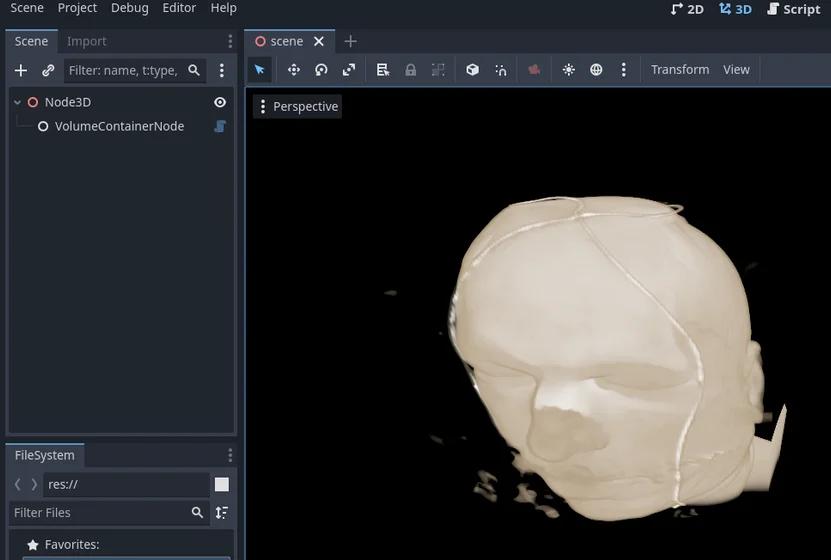 Scene Project Debug Editor Help
2D 3D Script
Scene Import
scene
Filter: name, t:type,
Transform View
Node3D
Perspective
VolumeContainerNode
FileSystem
res://
Filter Files
Favorites: